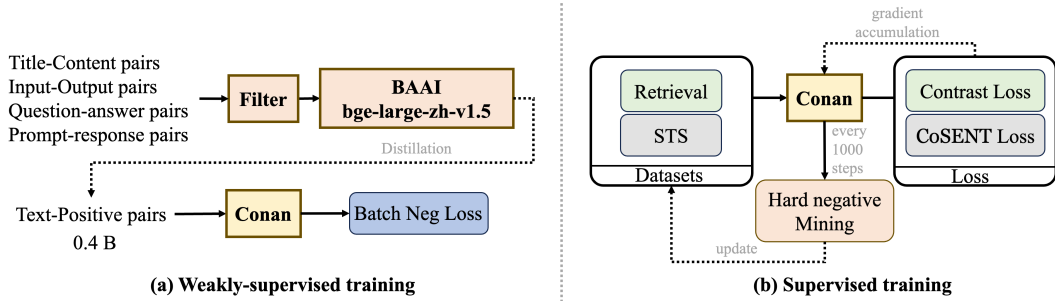 Title-Content pairs
Input-Output pairs
Question-answer pairs
Prompt-response pairs
Filter
BAAI
bge-large-zh-v1.5
Distillation
Text-Positive pairs
0.4 B
Conan
Batch Neg Loss
(a) Weakly-supervised training
gradient
accumulation
Retrieval
STS
Datasets
Conan
every
1000
steps
Contrast Loss
CoSENT Loss
Loss
Hard negative
Mining
update
(b) Supervised training